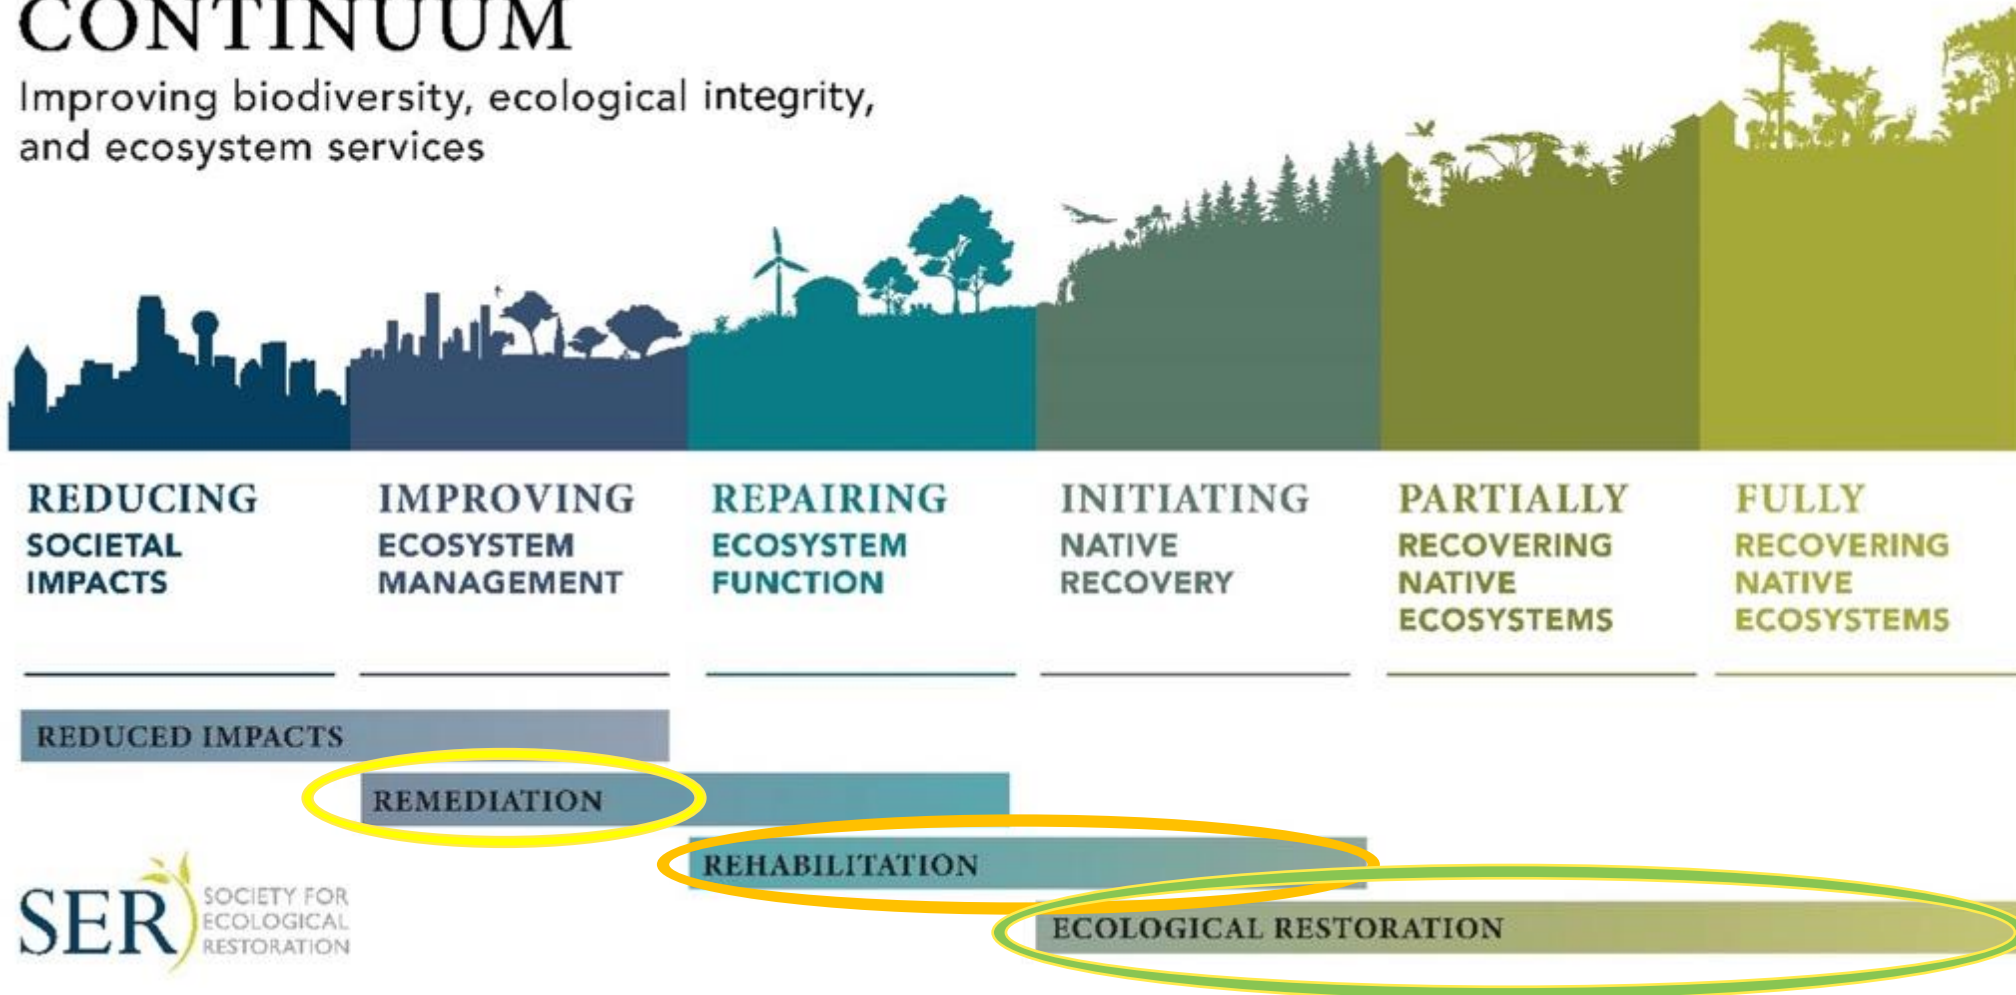 CONTINUUM
Improving biodiversity, ecological integrity,
and ecosystem services
REDUCING
SOCIETAL
IMPACTS
IMPROVING
ECOSYSTEM
MANAGEMENT
REPAIRING
ECOSYSTEM
FUNCTION
INITIATING
NATIVE
RECOVERY
PARTIALLY
RECOVERING
NATIVE
ECOSYSTEMS
FULLY
RECOVERING
NATIVE
ECOSYSTEMS
REDUCED IMPACTS
REMEDIATION
REHABILITATION
ECOLOGICAL RESTORATION
SER
SOCIETY FOR
ECOLOGICAL
RESTORATION